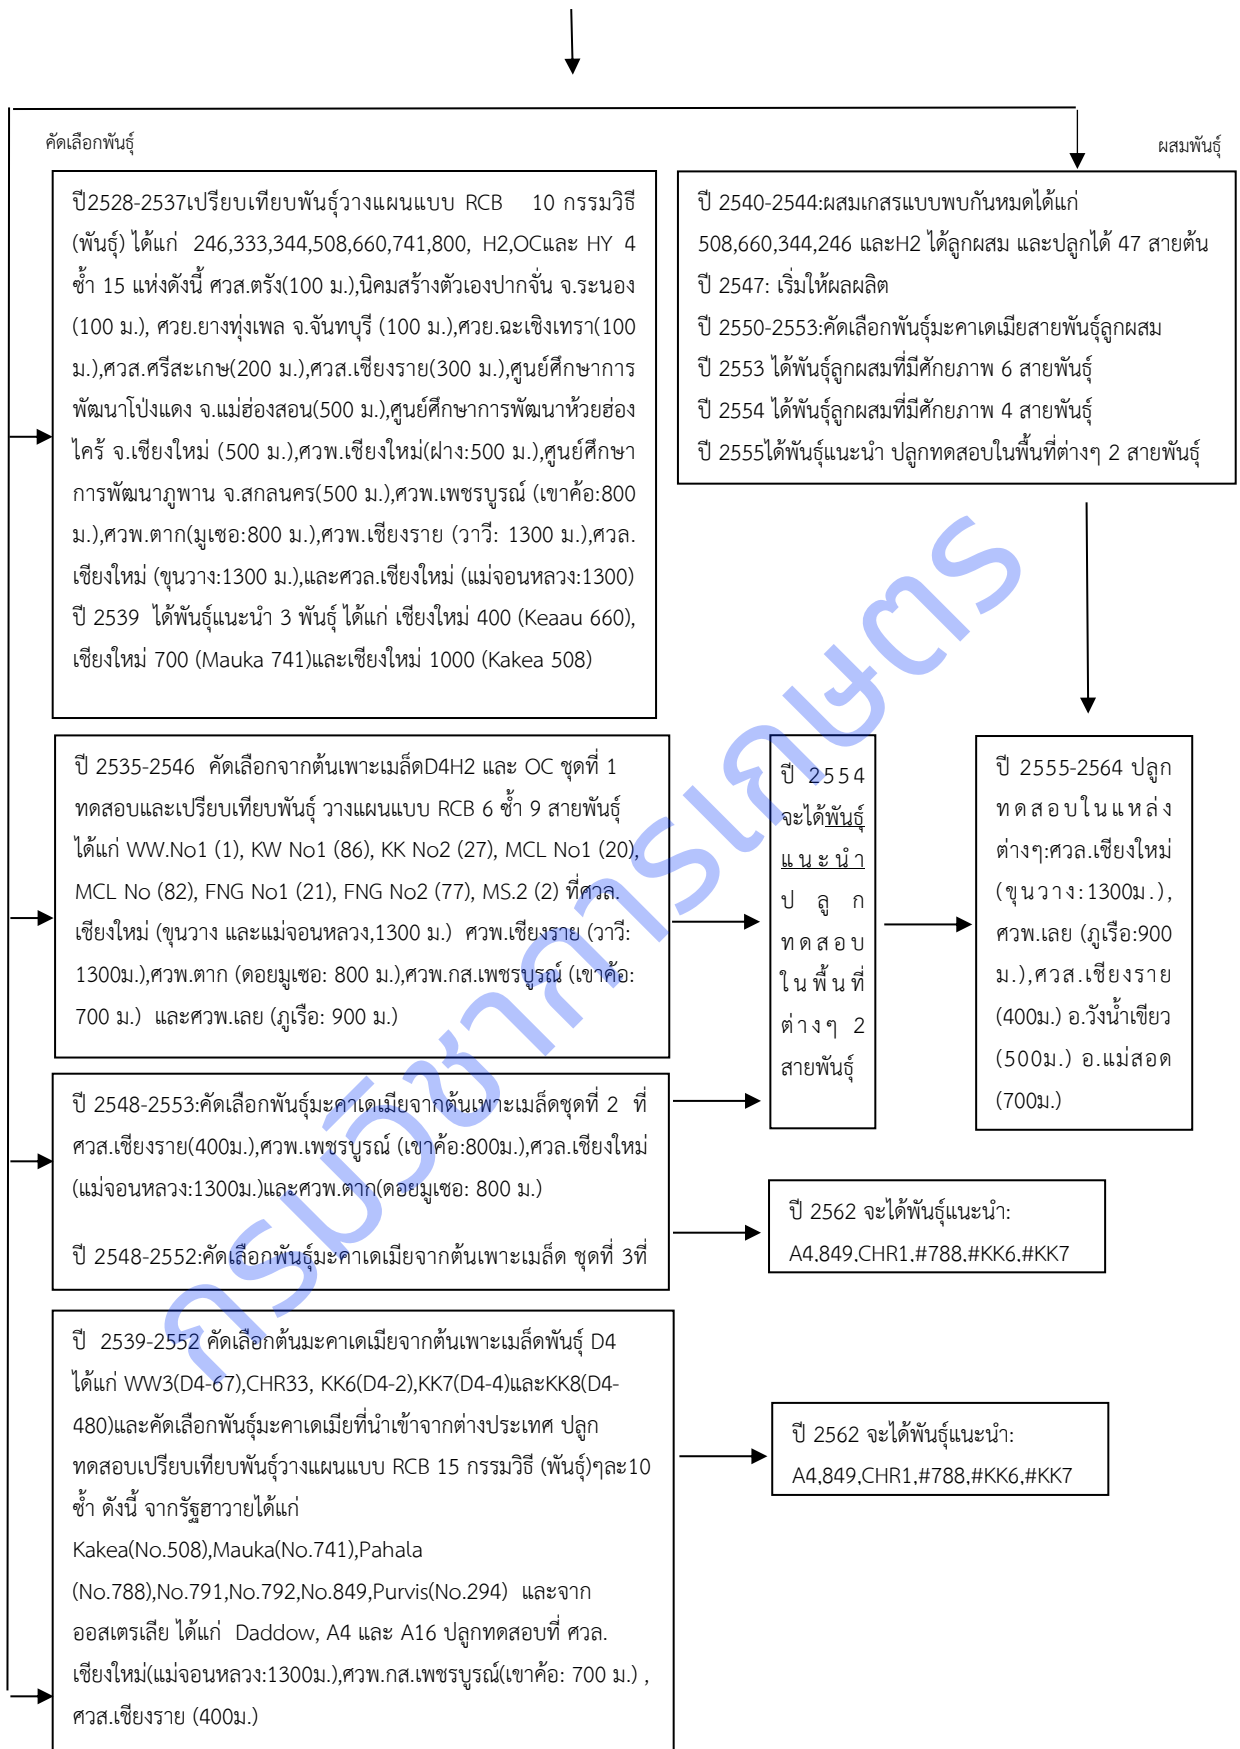 คัดเลือกพันธุ์
ผสมพันธุ์
ปี2528-2537เปรียบเทียบพันธุ์วางแผนแบบ RCB 10 กรรมวิธี
(พันธุ์) ได้แก่ 246,333,344,508,660,741,800, H2,OCและ HY 4
ซ้ำ 15 แห่งดังนี้ ศวส.ตรัง(100 ม.),นิคมสร้างตัวเองปากจั่น จ.ระนอง
(100 ม.), ศวย.ยางทุ่งเพล จ.จันทบุรี (100 ม.),ศวย.ฉะเชิงเทรา(100
ม.),ศวส.ศรีสะเกษ(200 ม.),ศวส.เชียงราย(300 ม.),ศูนย์ศึกษาการ
พัฒนาโป่งแดง จ.แม่ฮ่องสอน(500 ม.),ศูนย์ศึกษาการพัฒนาห้วยฮ่อง
ไคร้ จ.เชียงใหม่ (500 ม.),ศวพ.เชียงใหม่(ฝาง:500 ม.),ศูนย์ศึกษา
การพัฒนาภูพาน จ.สกลนคร(500 ม.),ศวพ.เพชรบูรณ์ (เขาค้อ:800
ม.),ศวพ.ตาก(มูเซอ:800 ม.),ศวพ.เชียงราย (วาวี: 1300 ม.),ศวล.
เชียงใหม่ (ขุนวาง:1300 ม.),และศวล.เชียงใหม่ (แม่จอนหลวง:1300)
ปี 2539 ได้พันธุ์แนะนำ 3 พันธุ์ ได้แก่ เชียงใหม่ 400 (Keaau 660),
เชียงใหม่ 700 (Mauka 741)และเชียงใหม่ 1000 (Kakea 508)
ปี 2540-2544:ผสมเกสรแบบพบกันหมดได้แก่
508,660,344,246 และH2 ได้ลูกผสม และปลูกได้ 47 สายต้น
ปี 2547: เริ่มให้ผลผลิต
ปี 2550-2553:คัดเลือกพันธุ์มะคาเดเมียสายพันธุ์ลูกผสม
ปี 2553 ได้พันธุ์ลูกผสมที่มีศักยภาพ 6 สายพันธุ์
ปี 2554 ได้พันธุ์ลูกผสมที่มีศักยภาพ 4 สายพันธุ์
ปี 2555ได้พันธุ์แนะนำ ปลูกทดสอบในพื้นที่ต่างๆ 2 สายพันธุ์
ปี 2535-2546 คัดเลือกจากต้นเพาะเมล็ดD4H2 และ OC ชุดที่ 1
ทดสอบและเปรียบเทียบพันธุ์ วางแผนแบบ RCB 6 ซ้ำ 9 สายพันธุ์
ได้แก่ WW.No1 (1), KW No1 (86), KK No2 (27), MCL No1 (20),
MCL No (82), FNG No1 (21), FNG No2 (77), MS.2 (2) ที่ศวล.
เชียงใหม่ (ขุนวาง และแม่จอนหลวง,1300 ม.) ศวพ.เชียงราย (วาวี:
1300ม.),ศวพ.ตาก (ดอยมูเซอ: 800 ม.),ศวพ.กส.เพชรบูรณ์ (เขาค้อ:
700 ม.) และศวพ.เลย (ภูเรือ: 900 ม.)
ปี 2554
จะได้พันธุ์
แนะนำ
ปลูก
ทดสอบ
ในพื้นที่
ต่างๆ 2
สายพันธุ์
ปี 2555-2564 ปลูก
ทดสอบในแหล่ง
ต่างๆ:ศวล.เชียงใหม่
(ขุนวาง:1300ม.),
ศวพ.เลย (ภูเรือ:900
ม.),ศวส.เชียงราย
(400ม.) อ.วังน้ำเขียว
(500ม.) อ.แม่สอด
(700ม.)
ปี 2548-2553:คัดเลือกพันธุ์มะคาเดเมียจากต้นเพาะเมล็ดชุดที่ 2 ที่
ศวส.เชียงราย(400ม.),ศวพ.เพชรบูรณ์ (เขาค้อ:800ม.),ศวล.เชียงใหม่
(แม่จอนหลวง:1300ม.)และศวพ.ตาก(ดอยมูเซอ: 800 ม.)
ปี 2548-2552:คัดเลือกพันธุ์มะคาเดเมียจากต้นเพาะเมล็ด ชุดที่ 3ที่
ปี 2562 จะได้พันธุ์แนะนำ:
A4,849,CHR1,#788,#KK6,#KK7
ปี 2539-2552 คัดเลือกต้นมะคาเดเมียจากต้นเพาะเมล็ดพันธุ์ D4
ได้แก่ WW3(D4-67),CHR33, KK6(D4-2),KK7(D4-4)และKK8(D4-
480)และคัดเลือกพันธุ์มะคาเดเมียที่นำเข้าจากต่างประเทศ ปลูก
ทดสอบเปรียบเทียบพันธุ์วางแผนแบบ RCB 15 กรรมวิธี (พันธุ์)ๆละ10
ซ้ำ ดังนี้ จากรัฐฮาวายได้แก่
Kakea(No.508),Mauka(No.741),Pahala
(No.788),No.791,No.792,No.849,Purvis(No.294) และจาก
ออสเตรเลีย ได้แก่ Daddow, A4 และ A16 ปลูกทดสอบที่ ศวล.
เชียงใหม่(แม่จอนหลวง:1300ม.),ศวพ.กส.เพชรบูรณ์(เขาค้อ: 700 ม.) ,
ศวส.เชียงราย (400ม.)
ปี 2562 จะได้พันธุ์แนะนำ:
A4,849,CHR1,#788,#KK6,#KK7
กรมวิชาการเกษตร